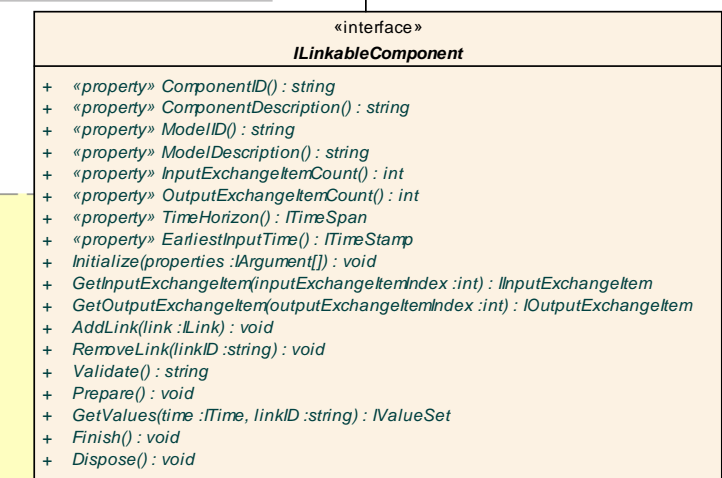 «interface»
ILinkableComponent
+ «property» ComponentID() : string
+ «property» ComponentDescription() : string
+ «property» ModelID() : string
+ «property» ModelDescription() : string
+ «property» InputExchangeItemCount() : int
+ «property» OutputExchangeItemCount() : int
+ «property» TimeHorizon() : ITimeSpan
+ «property» EarliestInputTime() : ITimeStamp
+ Initialize(properties :IArgument[]) : void
+ GetInputExchangeItem(inputExchangeItemIndex :int) : IInputExchangeItem
+ GetOutputExchangeItem(outputExchangeItemIndex :int) : IOutputExchangeItem
+ AddLink(link :ILink) : void
+ RemoveLink(linkID :string) : void
+ Validate() : string
+ Prepare() : void
+ GetValues(time :ITime, linkID :string) : IValueSet
+ Finish() : void
+ Dispose() : void